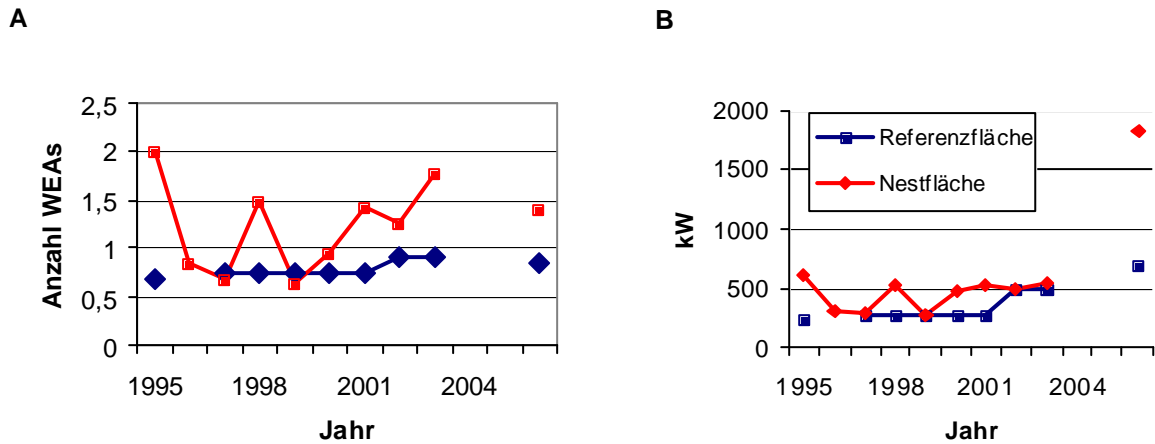 A
Anzahl WEAs
2,5
2
1,5
1
0,5
0
1995 1998 2001 2004
Jahr
B
kW
2000
1500
1000
500
0
Referenzfläche
Nestfläche
1995 1998 2001 2004
Jahr